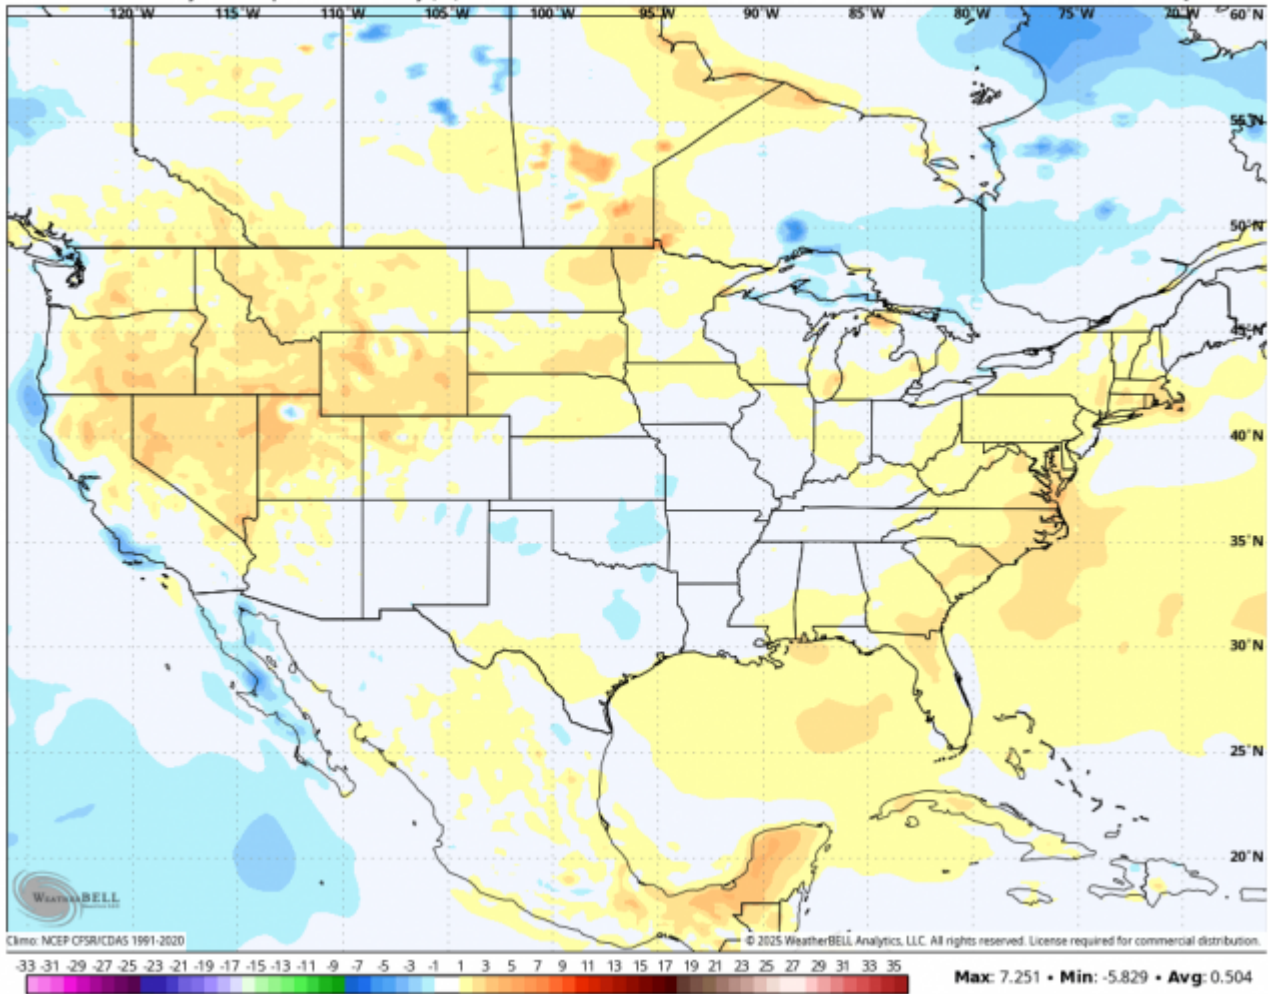 120°W 115°W 110°W 105°W 100°W 95°W 90°W 85°W 80°W 75°W 70°W 60°N
55°N
50°N
45°N
40°N
35°N
30°N
25°N
20°N
WEATHERBELL
Climo: NCEP CFSR/CDAS 1991-2020
© 2025 WeatherBELL Analytics, LLC. All rights reserved. License required for commercial distribution.
-33 -31 -29 -27 -25 -23 -21 -19 -17 -15 -13 -11 -9 -7 -5 -3 -1 1 3 5 7 9 11 13 15 17 19 21 23 25 27 29 31 33 35
Max: 7.251 • Min: -5.829 • Avg: 0.504